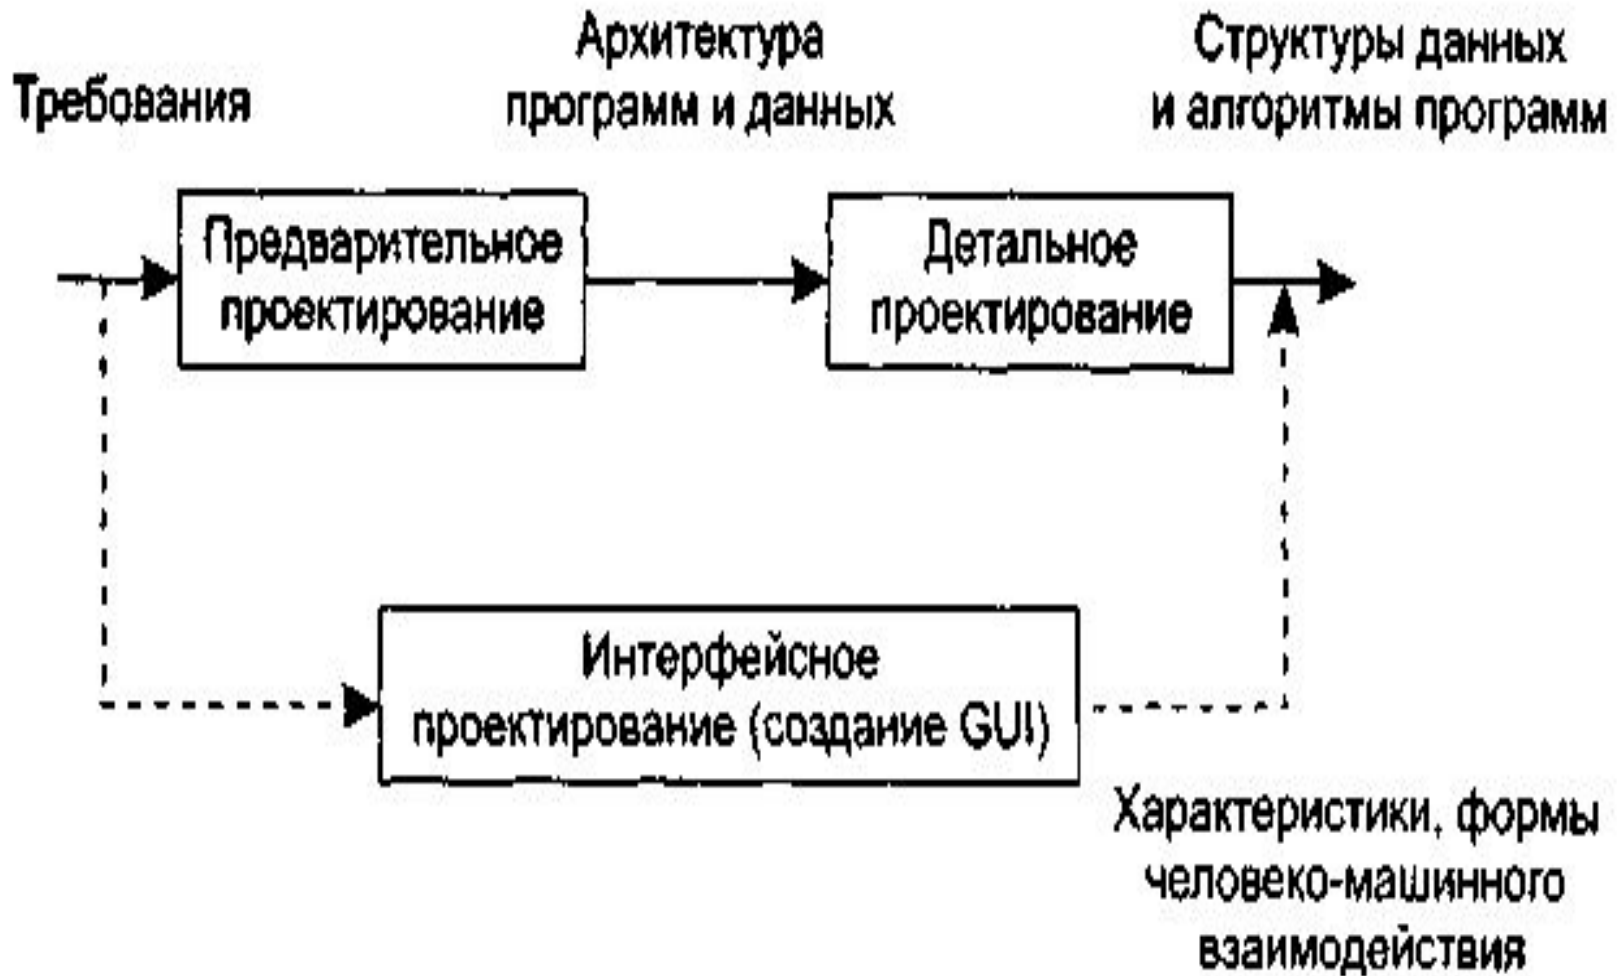 Требования
Архитектура
программ и данных
Структуры данных
и алгоритмы программ
Предварительное
проектирование
Детальное
проектирование
Интерфейсное
проектирование (создание GUI)
Характеристики, формы
человеко-машинного
взаимодействия